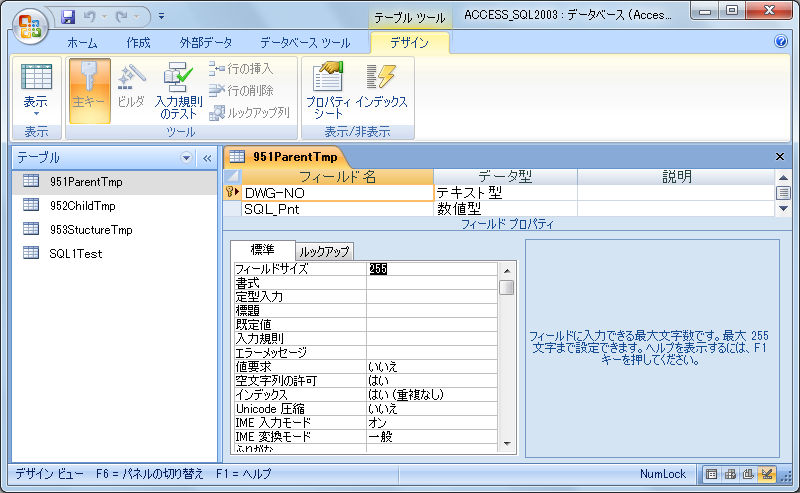 テーブル ツール
ACCESS_SQL2003 : データベース (Acces...
ホーム 作成 外部データ データベース ツール デザイン
表示
表示
主キー
ビルダ
入力規則
のテスト
行の挿入
行の削除
ルックアップ列
ツール
プロパティ
シート
インデックス
表示/非表示
テーブル
951ParentTmp
952ChildTmp
953StuctureTmp
SQL1Test
951ParentTmp
フィールド名 データ型 説明
DWG-NO テキスト型
SQL_Pnt 数値型
フィールド プロパティ
標準 ルックアップ
フィールドサイズ 255
書式
定型入力
標題
既定値
入力規則
エラーメッセージ
値要求 いいえ
空文字列の許可 はい
インデックス はい (重複なし)
Unicode 圧縮 いいえ
IME 入力モード オン
IME 変換モード 一般
ふりがな
フィールドに入力できる最大文字数です。最大 255
文字まで設定できます。ヘルプを表示するには、F1
キーを押してください。
デザイン ビュー F6 = パネルの切り替え F1 = ヘルプ
NumLock